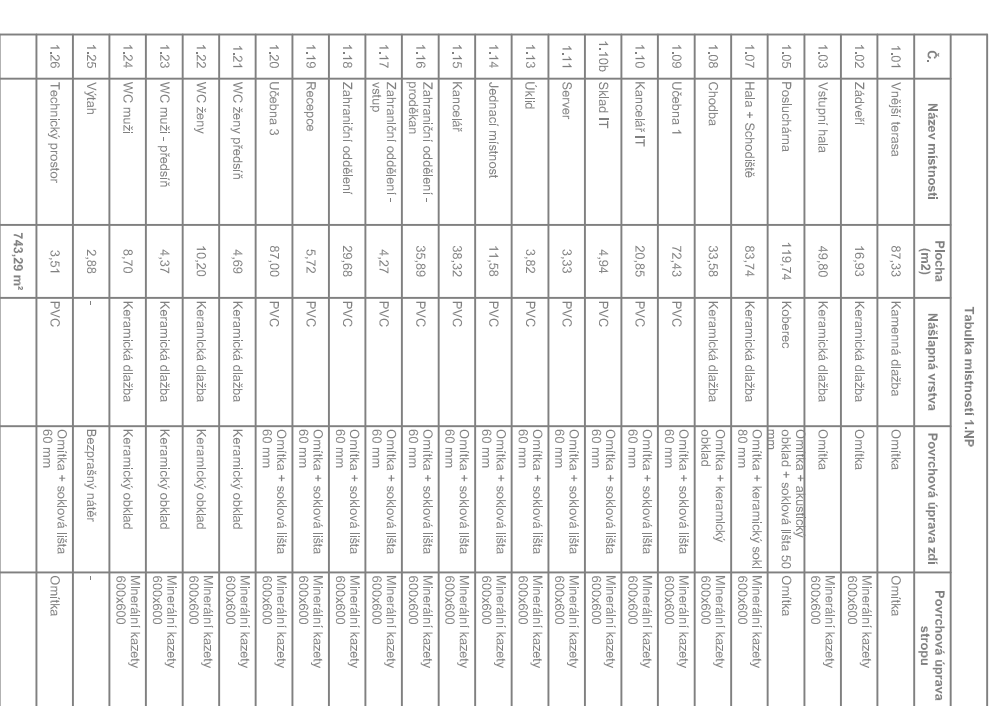 Tabulka místností 1.NP
Č. Název místnosti Plocha (m2) Nášlapná vrstva Povrchová úprava zdi Povrchová úprava stropu
1.01 Vnější terasa 87,33 Kamenná dlažba Omítka Omítka
1.02 Zádveří 16,93 Keramická dlažba Omítka Minerální kazety 600x600
1.03 Vstupní hala 49,80 Keramická dlažba Omítka Minerální kazety 600x600
1.05 Posluchárna 119,74 Koberec Omítka + akustický obklad + soklová lišta 50 mm Omítka
1.07 Hala + Schodiště 83,74 Keramická dlažba Omítka + keramický sokl 80 mm Minerální kazety 600x600
1.08 Chodba 33,58 Keramická dlažba Omítka + keramický obklad Minerální kazety 600x600
1.09 Učebna 1 72,43 PVC Omítka + soklová lišta 60 mm Minerální kazety 600x600
1.10 Kancelář IT 20,85 PVC Omítka + soklová lišta 60 mm Minerální kazety 600x600
1.10b Sklad IT 4,94 PVC Omítka + soklová lišta 60 mm Minerální kazety 600x600
1.11 Server 3,33 PVC Omítka + soklová lišta 60 mm Minerální kazety 600x600
1.13 Úklid 3,82 PVC Omítka + soklová lišta 60 mm Minerální kazety 600x600
1.14 Jednací místnost 11,58 PVC Omítka + soklová lišta 60 mm Minerální kazety 600x600
1.15 Kancelář 38,32 PVC Omítka + soklová lišta 60 mm Minerální kazety 600x600
1.16 Zahraniční oddělení - proděkan 35,89 PVC Omítka + soklová lišta 60 mm Minerální kazety 600x600
1.17 Zahraniční oddělení - vstup 4,27 PVC Omítka + soklová lišta 60 mm Minerální kazety 600x600
1.18 Zahraniční oddělení 29,68 PVC Omítka + soklová lišta 60 mm Minerální kazety 600x600
1.19 Recepce 5,72 PVC Omítka + soklová lišta 60 mm Minerální kazety 600x600
1.20 Učebna 3 87,00 PVC Omítka + soklová lišta 60 mm Minerální kazety 600x600
1.21 WC ženy předsíň 4,69 Keramická dlažba Keramický obklad Minerální kazety 600x600
1.22 WC ženy 10,20 Keramická dlažba Keramický obklad Minerální kazety 600x600
1.23 WC muži - předsíň 4,37 Keramická dlažba Keramický obklad Minerální kazety 600x600
1.24 WC muži 8,70 Keramická dlažba Keramický obklad Minerální kazety 600x600
1.25 Výtah 2,88 - Bezprašný nátěr -
1.26 Technický prostor 3,51 PVC Omítka + soklová lišta 60 mm Omítka
743,29 m²